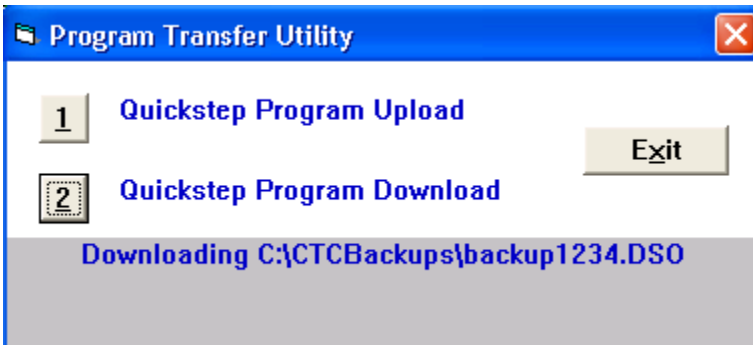 Program Transfer Utility
1 Quickstep Program Upload
Exit
2 Quickstep Program Download
Downloading C:\CTCBackups\backup1234.DSO